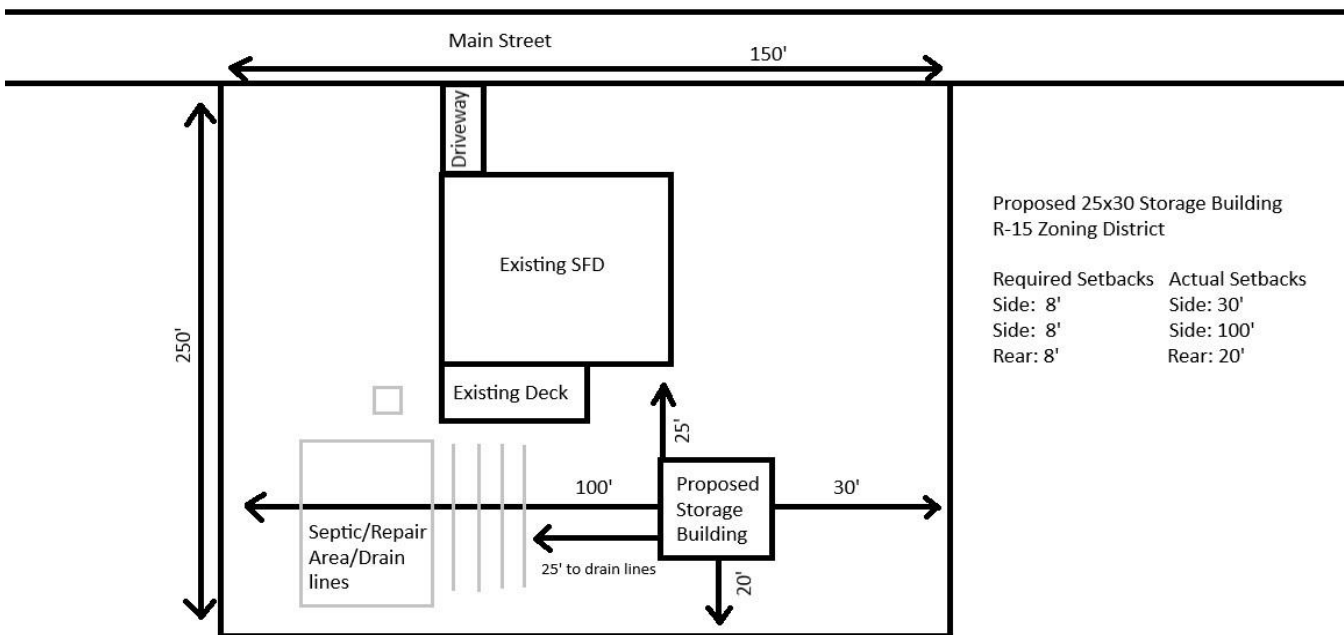 Main Street
150'
Driveway
250'
Existing SFD
Existing Deck
25'
100'
Proposed
Storage
Building
30'
Septic/Repair
Area/Drain
lines
25' to drain lines
20'
Proposed 25x30 Storage Building
R-15 Zoning District
Required Setbacks Actual Setbacks
Side: 8' Side: 30'
Side: 8' Side: 100'
Rear: 8' Rear: 20'